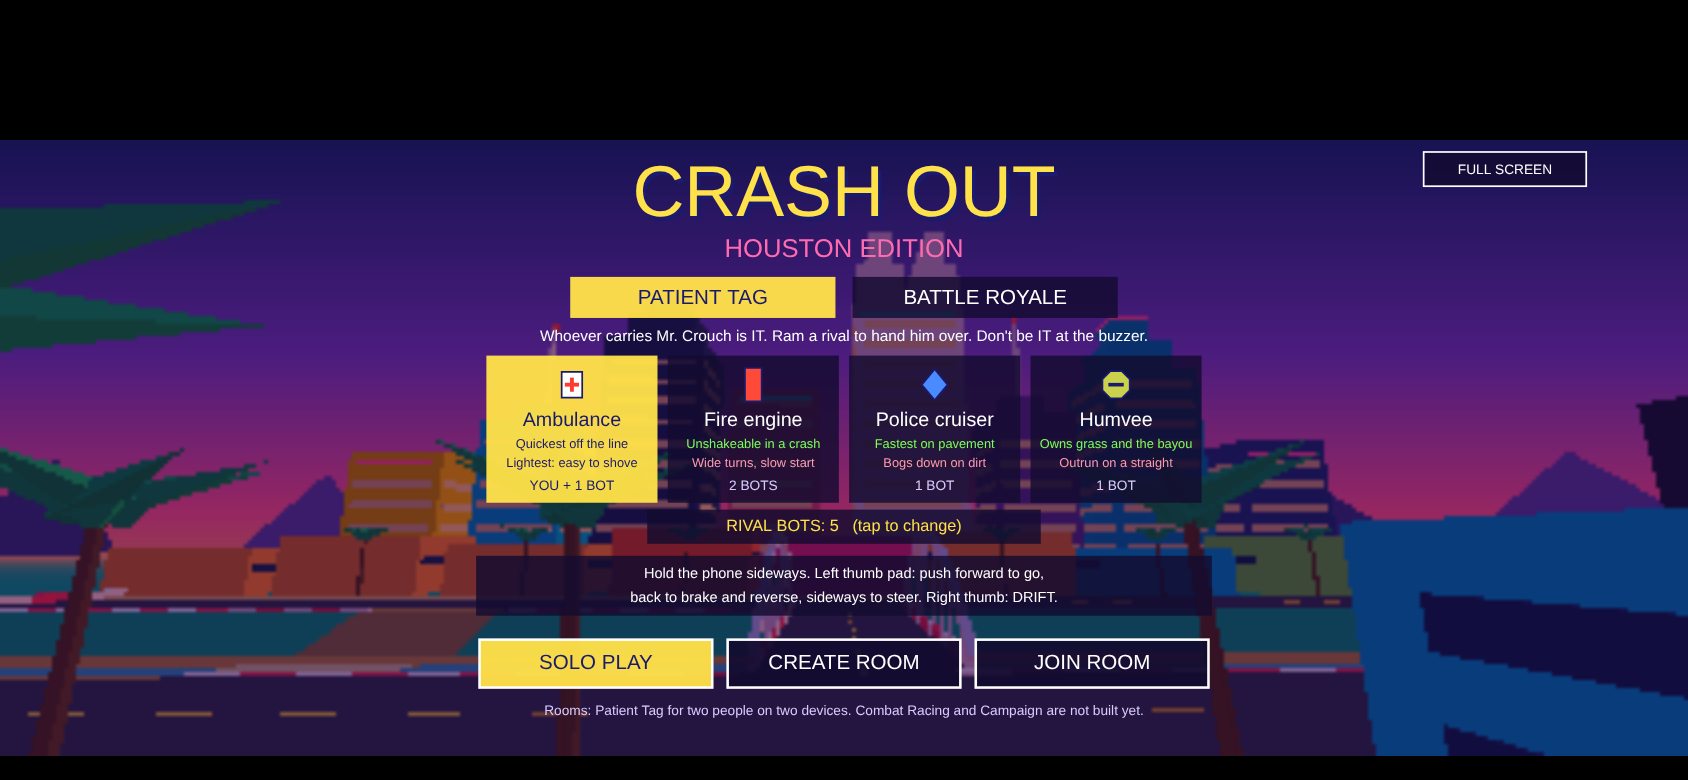 CRASH OUT
FULL SCREEN
HOUSTON EDITION
PATIENT TAG
BATTLE ROYALE
Whoever carries Mr. Crouch is IT. Ram a rival to hand him over. Don't be IT at the buzzer.
Ambulance
Quickest off the line
Lightest: easy to shove
YOU + 1 BOT
Fire engine
Unshakeable in a crash
Wide turns, slow start
2 BOTS
Police cruiser
Fastest on pavement
Bogs down on dirt
1 BOT
Humvee
Owns grass and the bayou
Outrun on a straight
1 BOT
RIVAL BOTS: 5 (tap to change)
Hold the phone sideways. Left thumb pad: push forward to go,
back to brake and reverse, sideways to steer. Right thumb: DRIFT.
SOLO PLAY
CREATE ROOM
JOIN ROOM
Rooms: Patient Tag for two people on two devices. Combat Racing and Campaign are not built yet.